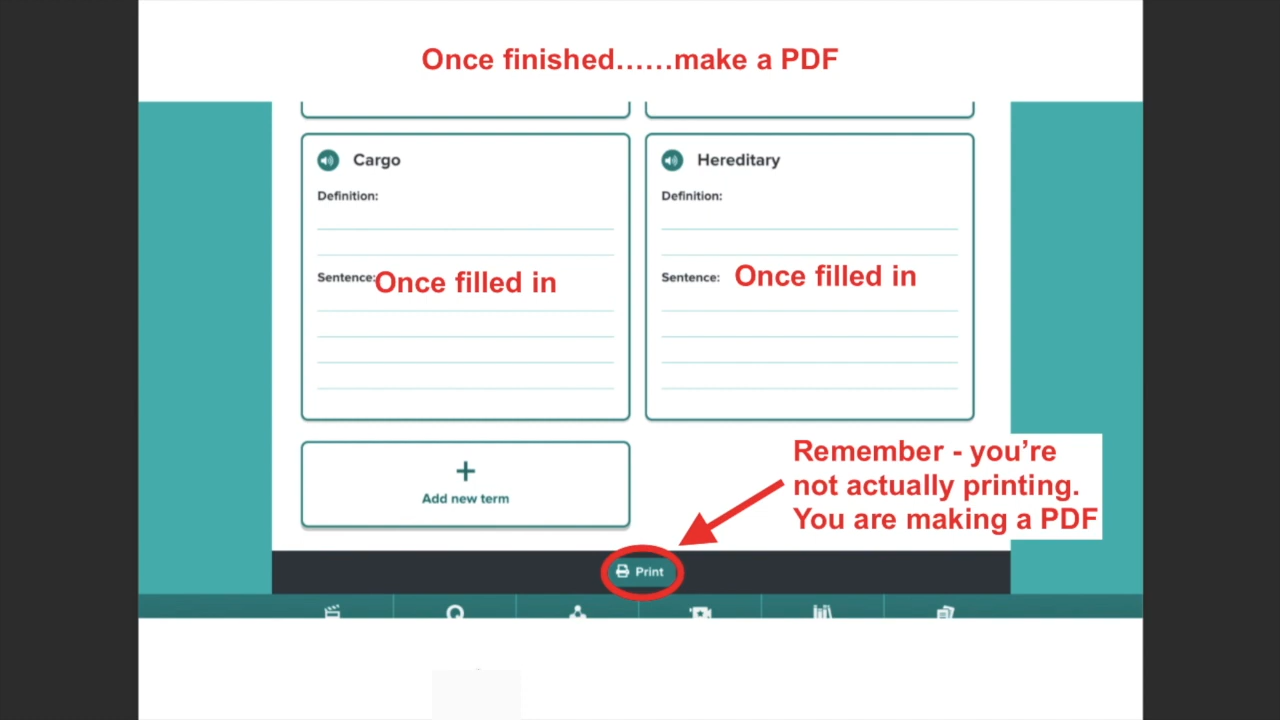 Once finished......make a PDF
Cargo
Definition:
Sentence:
Once filled in
Hereditary
Definition:
Sentence:
Once filled in
Add new term
Remember - you’re
not actually printing.
You are making a PDF
Print